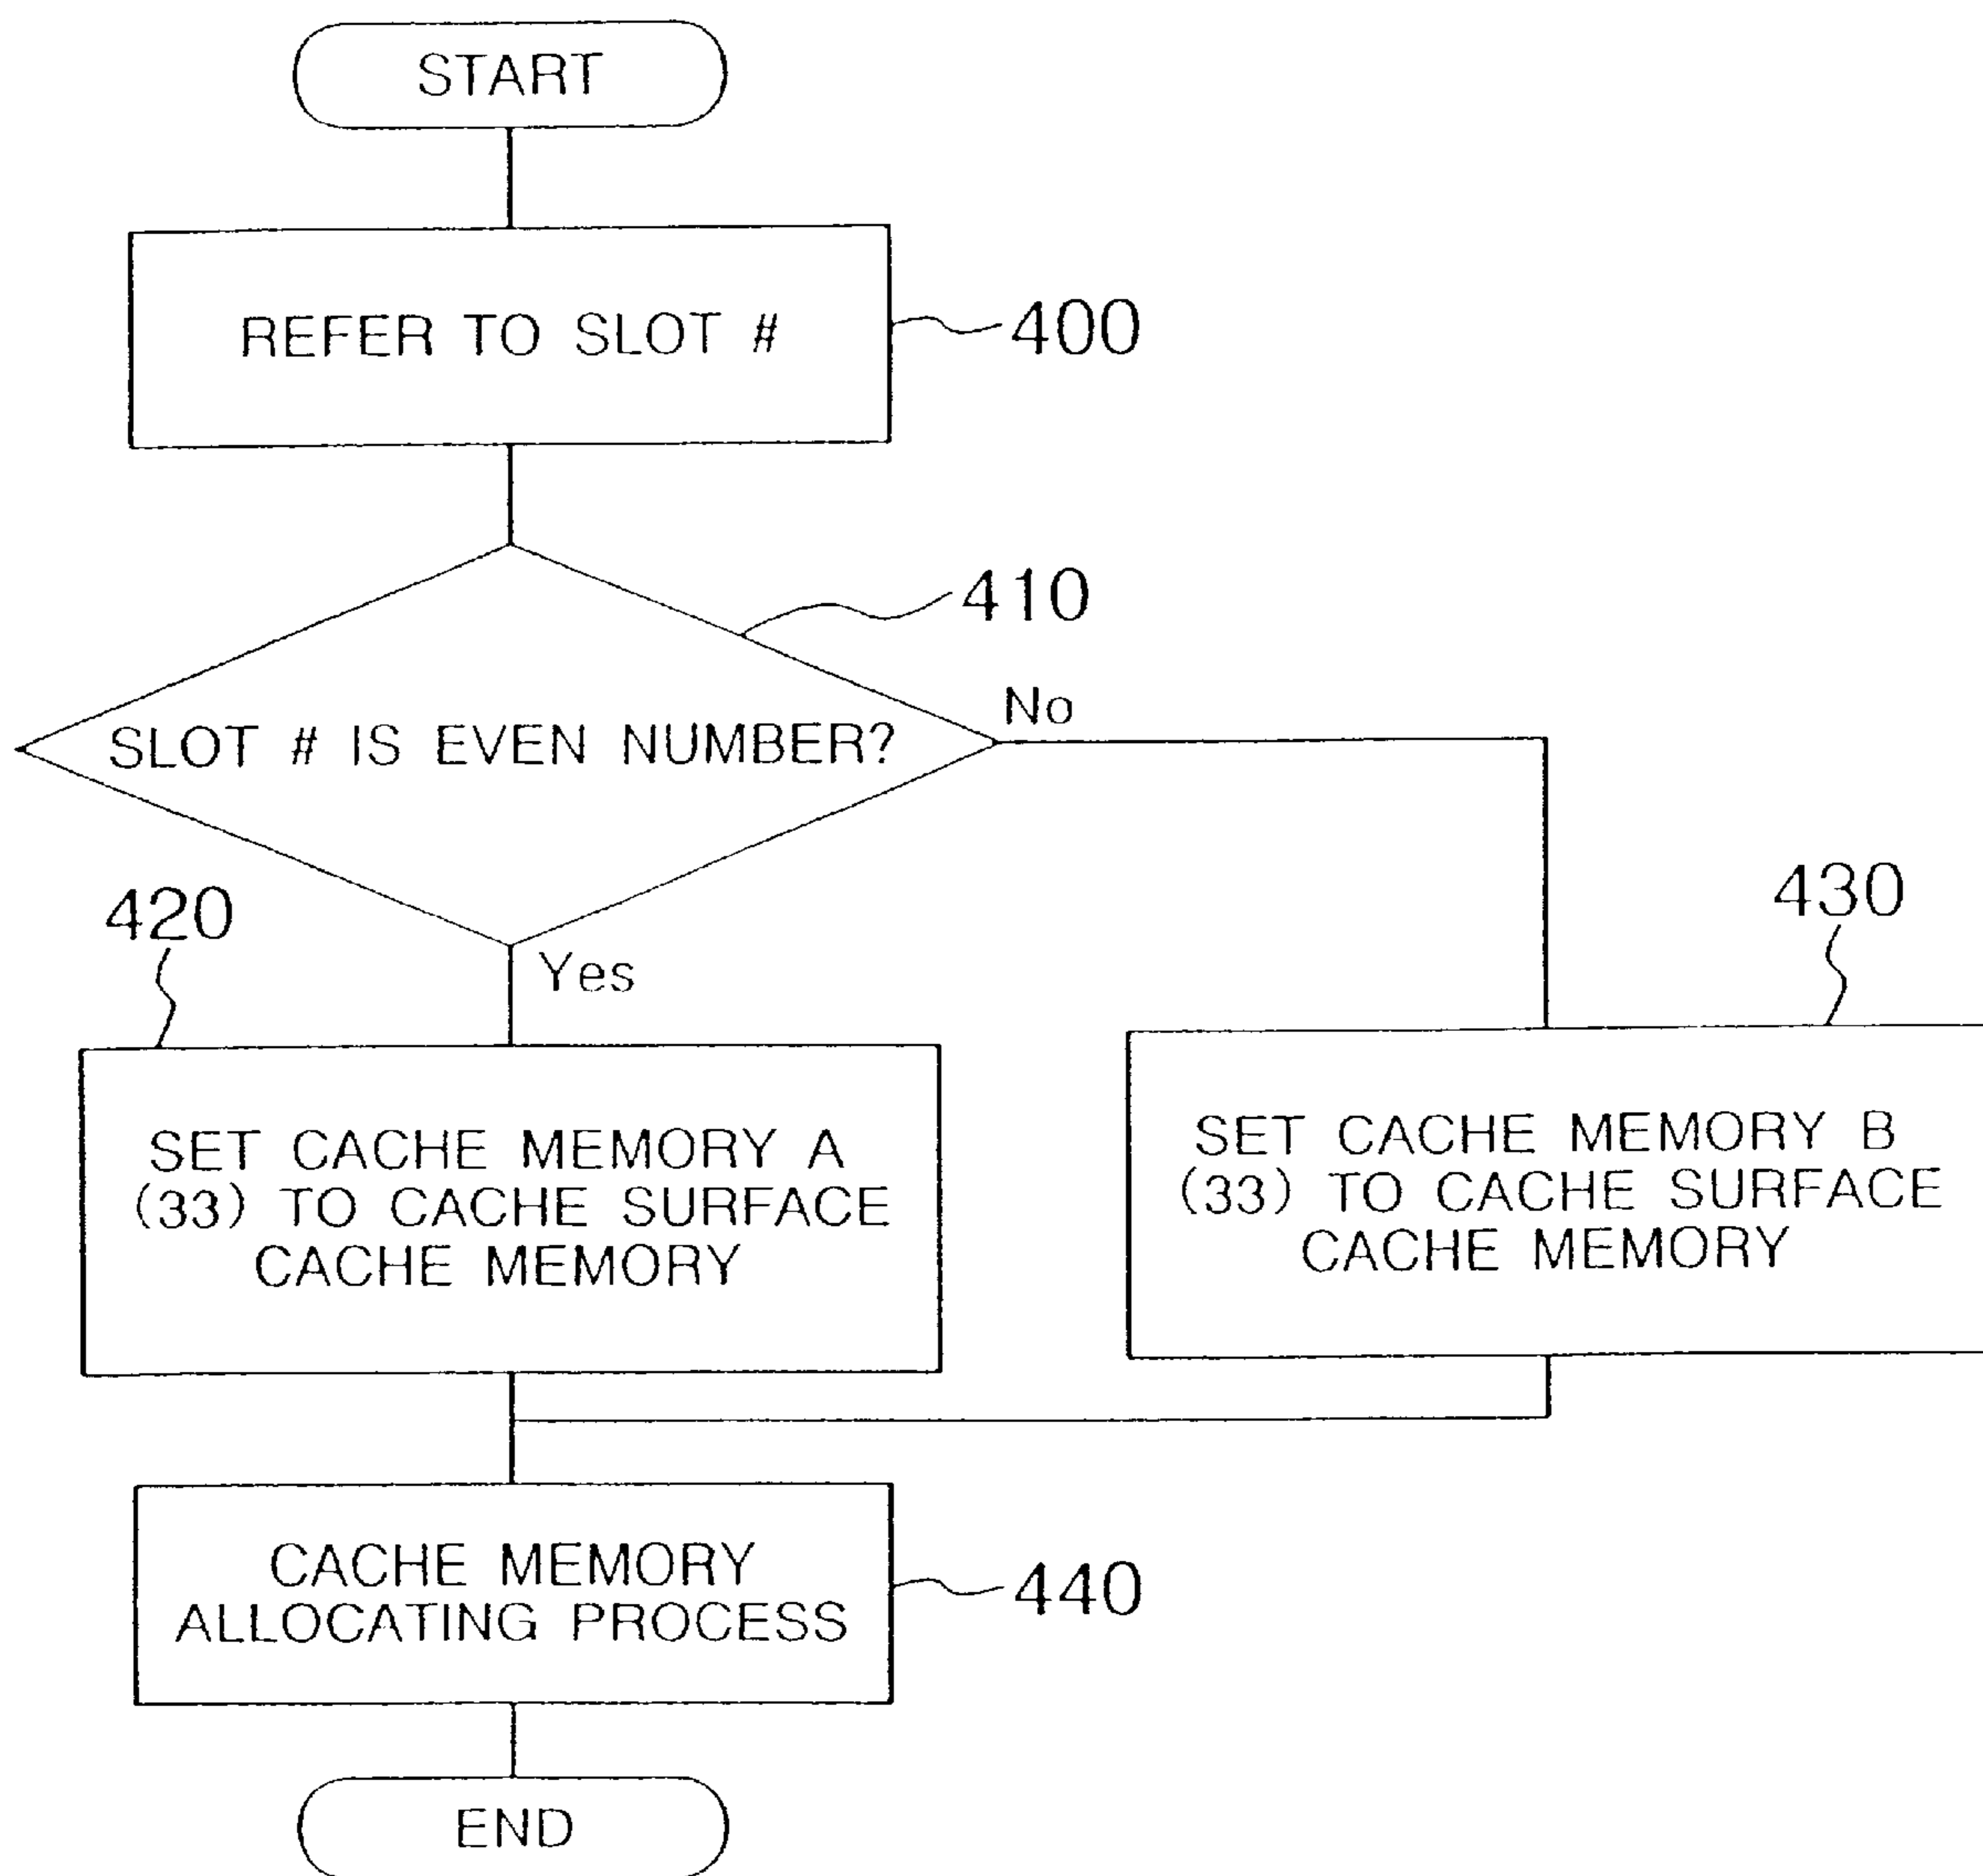 START
REFER TO SLOT #
400
410
SLOT # IS EVEN NUMBER?
No
Yes
420
SET CACHE MEMORY A
(33) TO CACHE SURFACE
CACHE MEMORY
430
SET CACHE MEMORY B
(33) TO CACHE SURFACE
CACHE MEMORY
CACHE MEMORY
ALLOCATING PROCESS
440
END